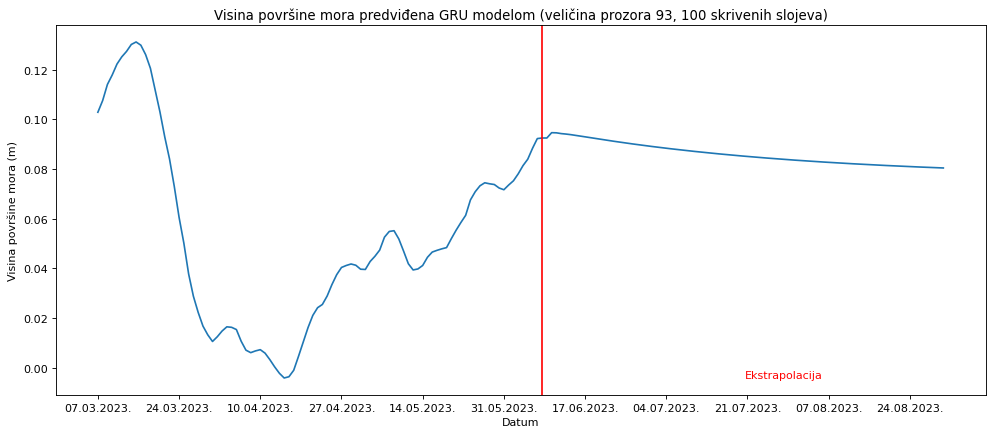 Visina površine mora predviđena GRU modelom (veličina prozora 93, 100 skrivenih slojeva)
Visina površine mora (m)
0.12
0.10
0.08
0.06
0.04
0.02
0.00
Ekstrapolacija
07.03.2023. 24.03.2023. 10.04.2023. 27.04.2023. 14.05.2023. 31.05.2023. 17.06.2023. 04.07.2023. 21.07.2023. 07.08.2023. 24.08.2023.
Datum